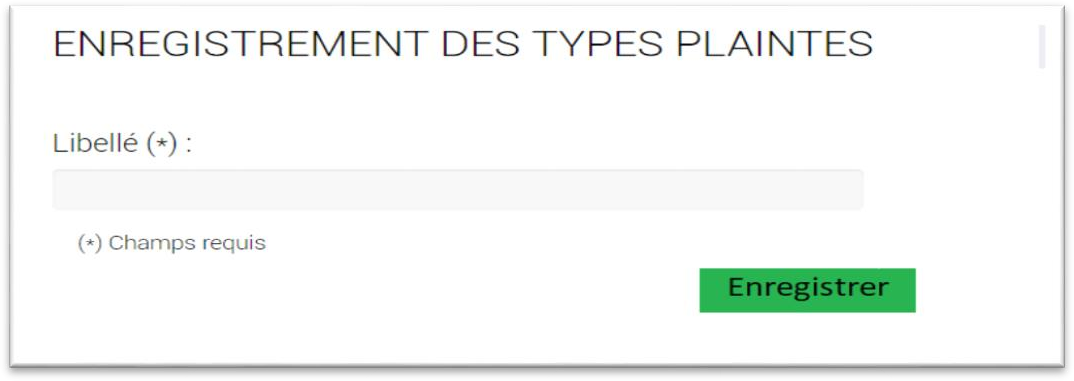 ENREGISTREMENT DES TYPES PLAINTES
Libellé (*) :
(*) Champs requis
Enregistrer